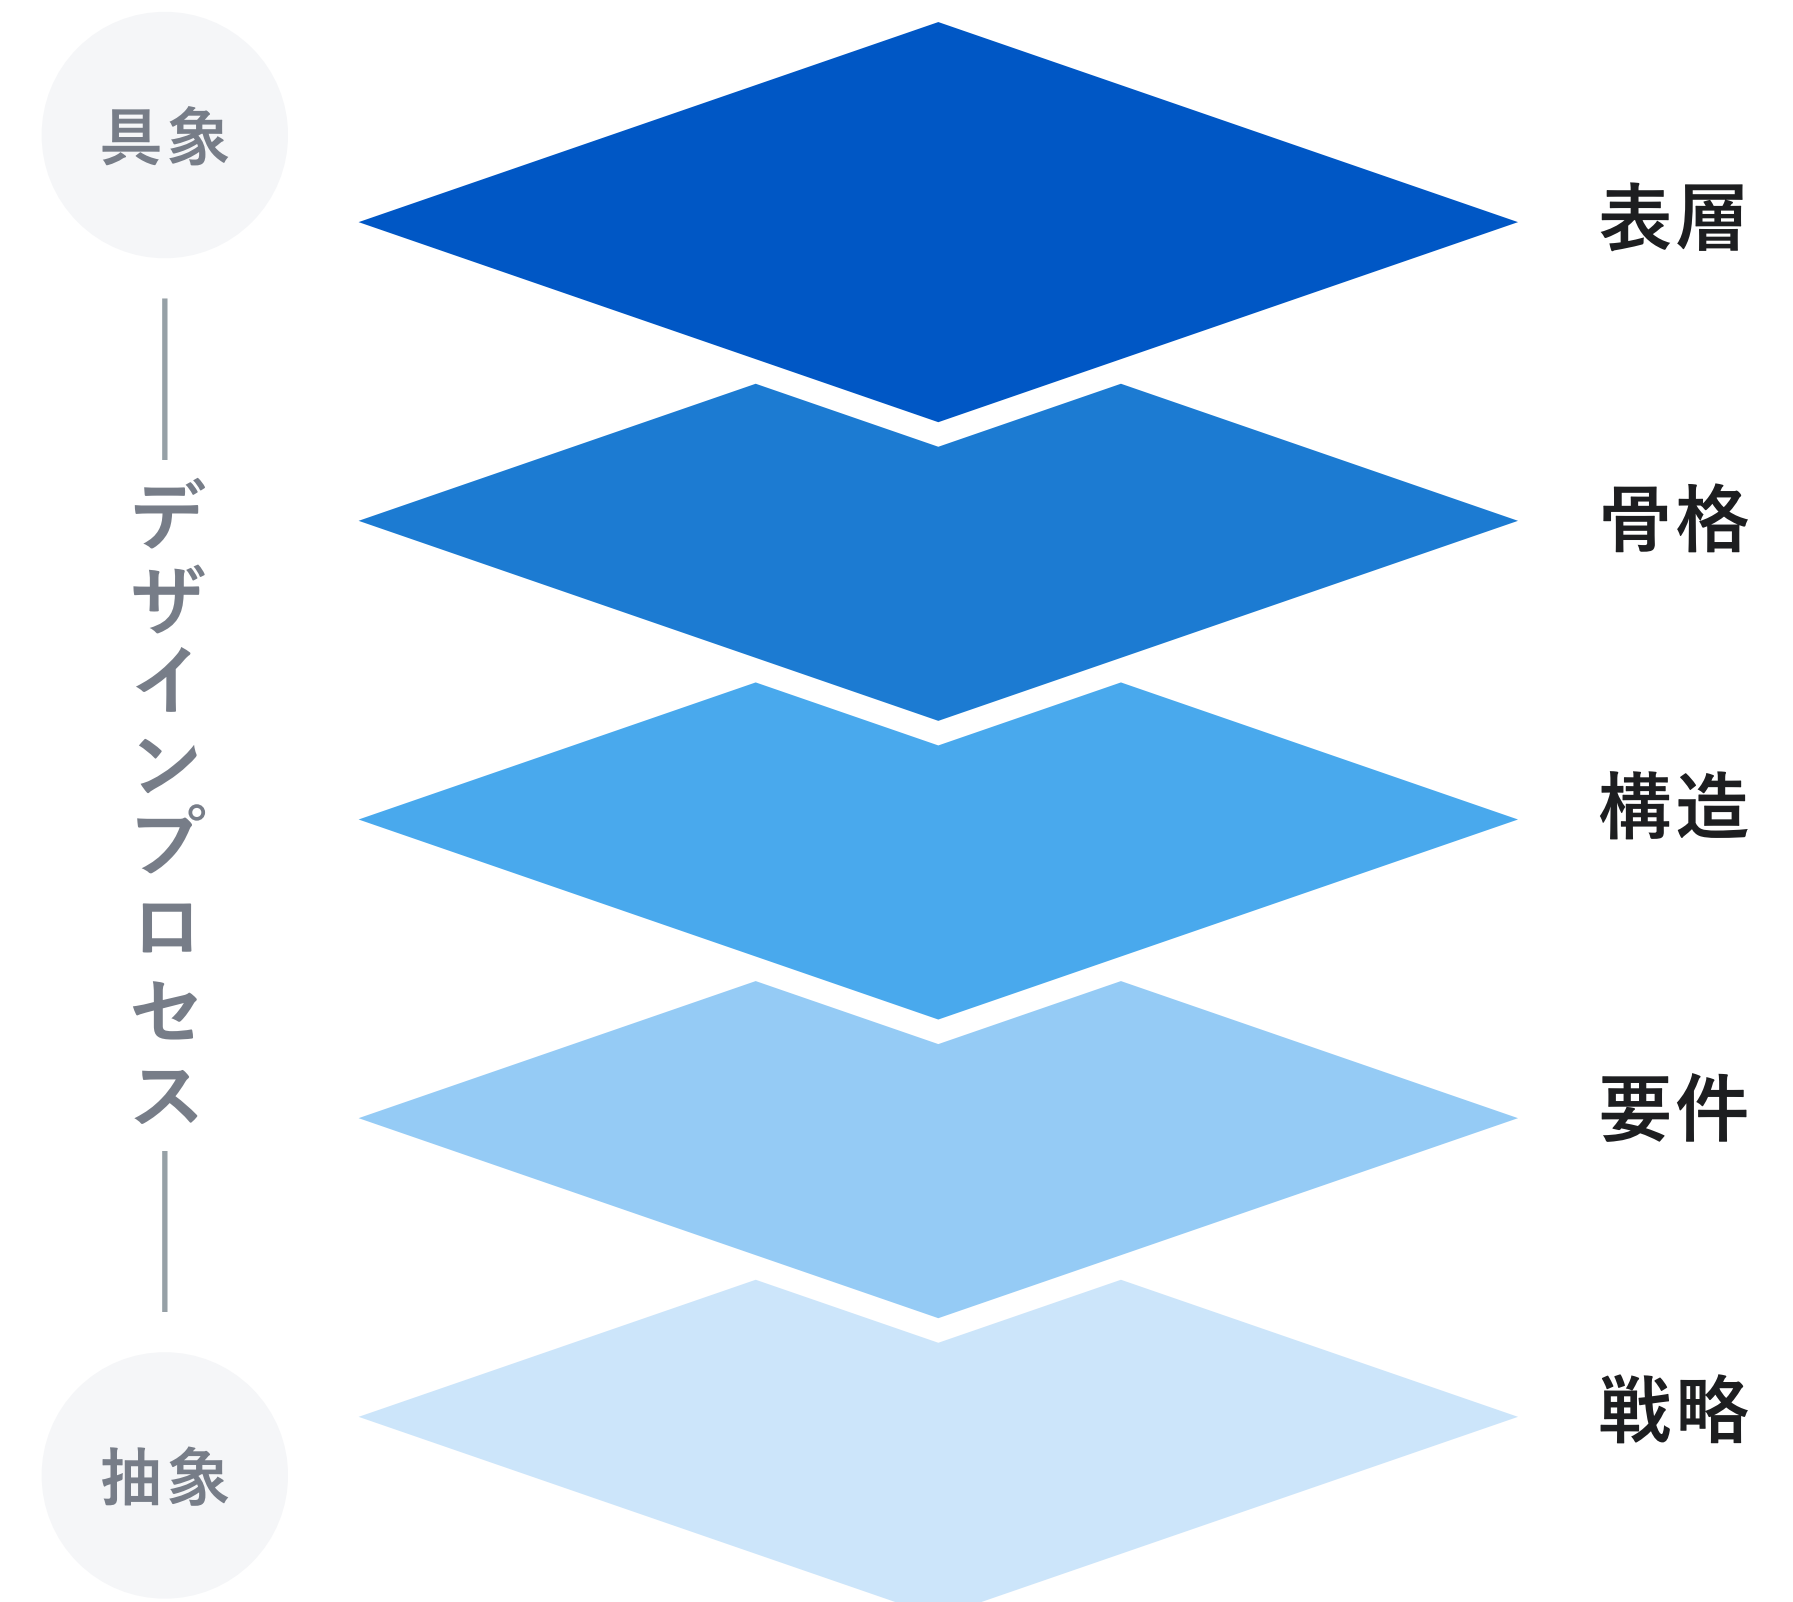 具象
デザインプロセス
抽象
表層
骨格
構造
要件
戦略